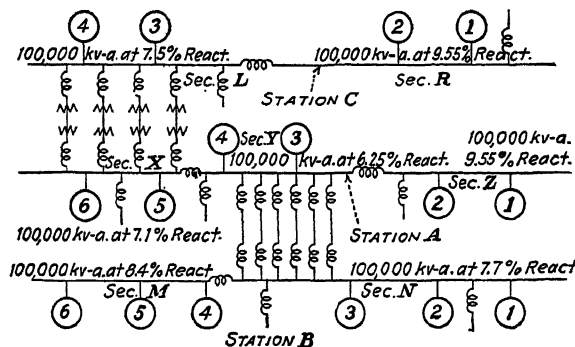 4 3 2 1
100,000 kv-a. at 7.5% React. 100,000 kv-a. at 9.55% React.
Sec. L Sec. R
STATION C
4 Sec. Y 3
100,000 kv-a.
Sec. X 100,000 kv-a. at 6.25% React. 9.55% React.
Sec. Z
6 5 2 1
100,000 kv-a. at 7.1% React. STATION A
100,000 kv-a. at 8.4% React. 100,000 kv-a. at 7.7% React
Sec. M Sec. N
6 5 4 3 2 1
STATION B